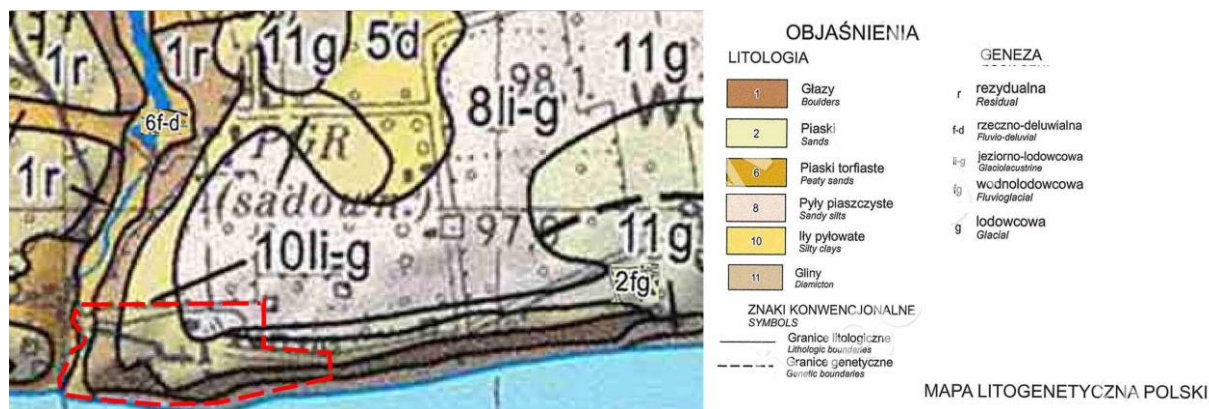 1r
1r
11g
5d
98.1
11g
6f-d
8li-g
PGR
1r
(sadown.)
97,
10li-g
11g
2fg
OBJAŚNIENIA
LITOLOGIA
1 Głazy
Boulders
2 Piaski
Sands
6 Piaski torfiaste
Peaty sands
8 Pyły piaszczyste
Sandy silts
10 Iły pyłowate
Silty clays
11 Gliny
Diamicton
ZNAKI KONWENCJONALNE
SYMBOLS
Granice litologiczne
Lithologic boundaries
Granice genetyczne
Genetic boundaries
GENEZA
r rezydualna
Residual
f-d rzeczno-deluwialna
Fluvio-deluvial
li-g jeziorno-lodowcowa
Glaciolacustrine
fg wodnolodowcowa
Fluvioglacial
g lodowcowa
Glacial
MAPA LITOGENETYCZNA POLSKI